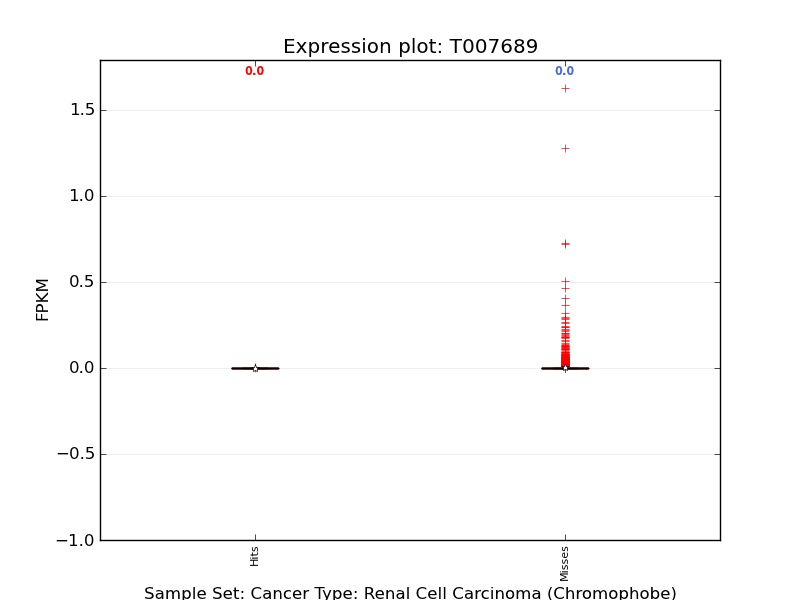 Expression plot: T007689
0.0
0.0
1.5
1.0
0.5
0.0
−0.5
−1.0
FPKM
Hits
Misses
Sample Set: Cancer Type: Renal Cell Carcinoma (Chromophobe)